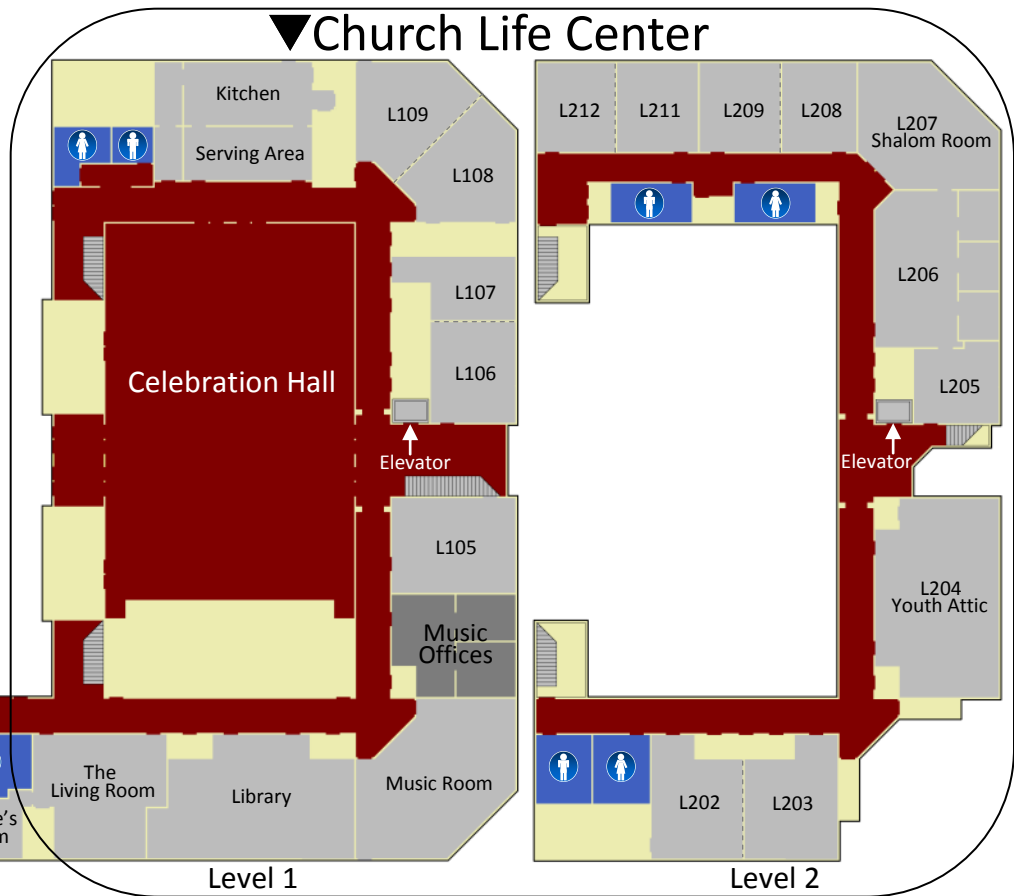 ▼Church Life Center
Kitchen
Serving Area
L109
L108
L107
L106
Celebration Hall
Elevator
L105
Music
Offices
The
Living Room
Library
Music Room
Level 1
L212
L211
L209
L208
L207
Shalom Room
L206
L205
Elevator
L204
Youth Attic
L202
L203
Level 2